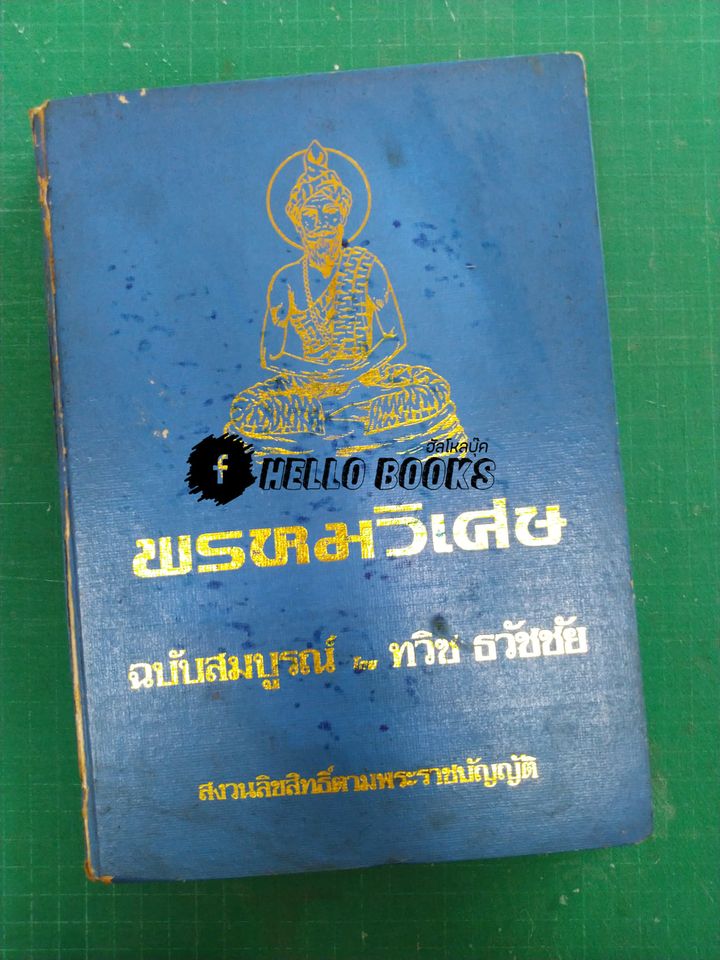 ฮัลโหลบุ๊ค
f HELLO BOOKS
พรหมวิเศษ
ฉบับสมบูรณ์ ๒ ทวิช ธวัชชัย
สงวนลิขสิทธิ์ตามพระราชบัญญัติ